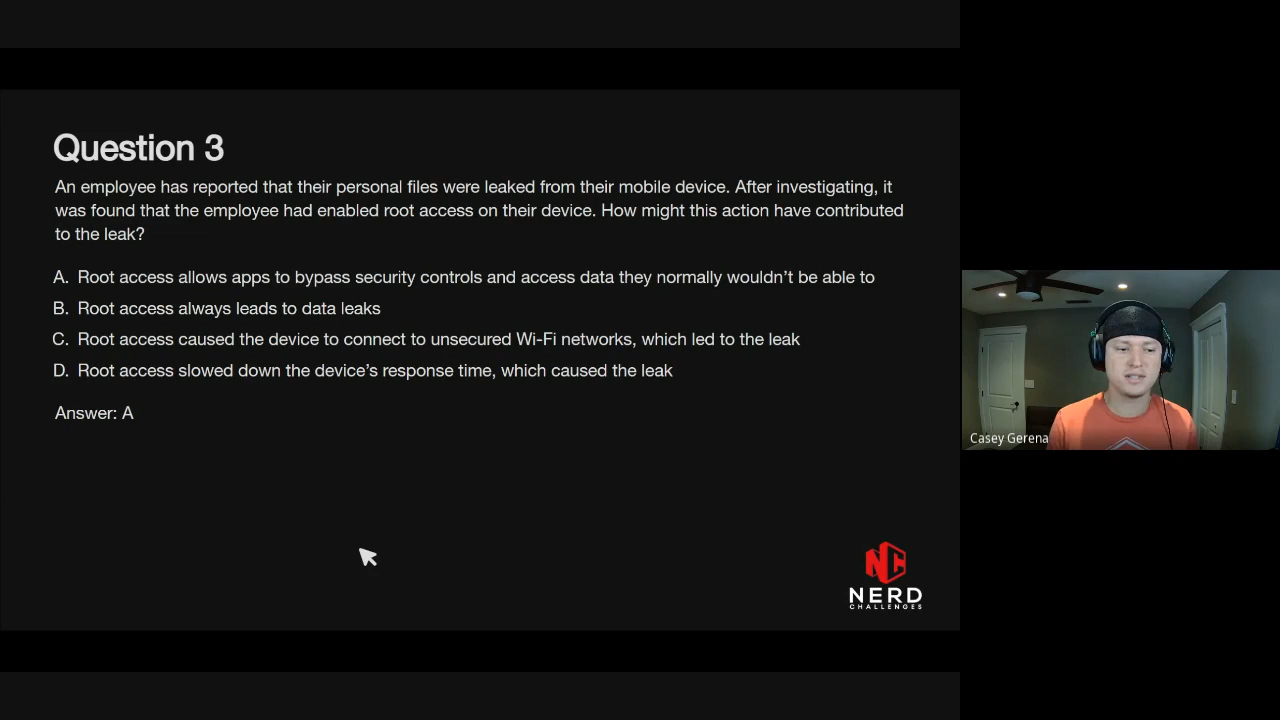 Question 3
An employee has reported that their personal files were leaked from their mobile device. After investigating, it
was found that the employee had enabled root access on their device. How might this action have contributed
to the leak?
A. Root access allows apps to bypass security controls and access data they normally wouldn't be able to
B. Root access always leads to data leaks
C. Root access caused the device to connect to unsecured Wi-Fi networks, which led to the leak
D. Root access slowed down the device's response time, which caused the leak
Answer: A
NC
NERD
CHALLENGES
Casey Gerena